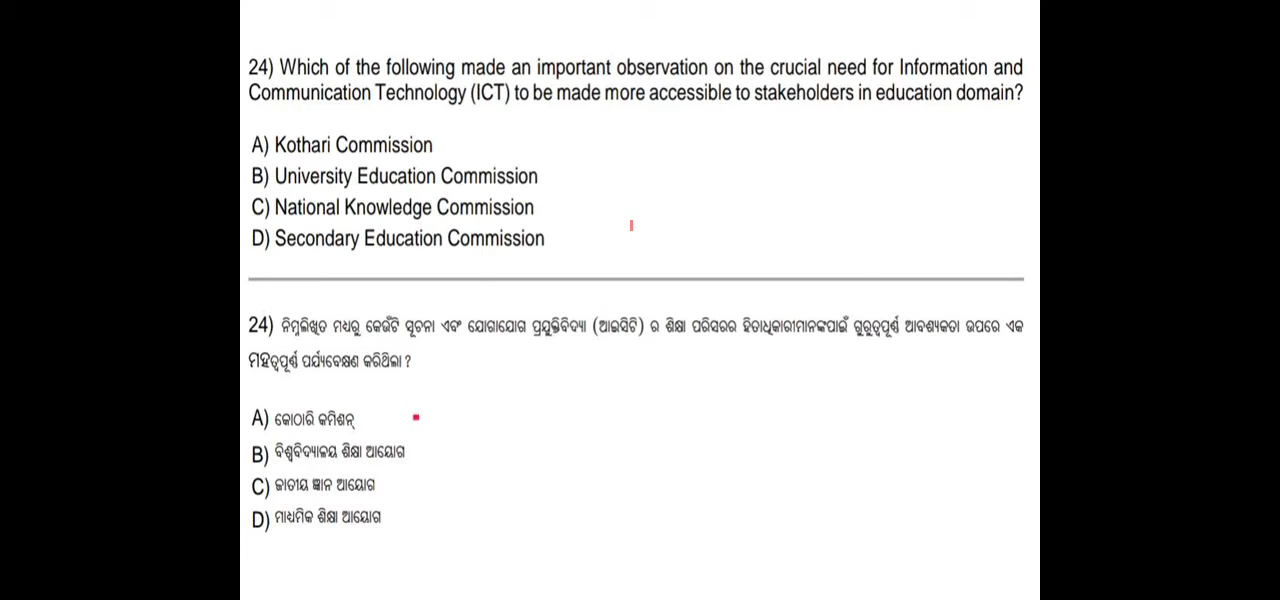 24) Which of the following made an important observation on the crucial need for Information and
Communication Technology (ICT) to be made more accessible to stakeholders in education domain?
A) Kothari Commission
B) University Education Commission
C) National Knowledge Commission
D) Secondary Education Commission
24) ନିମ୍ନଲିଖିତ ମଧ୍ୟରୁ କେଉଁଟି ସୂଚନା ଏବଂ ଯୋଗାଯୋଗ ପ୍ରଯୁକ୍ତିବିଦ୍ୟା (ଆଇସିଟି) ର ଶିକ୍ଷା ପରିସରର ହିତାଧିକାରୀମାନଙ୍କପାଇଁ ଗୁରୁତ୍ୱପୂର୍ଣ୍ଣ ଆବଶ୍ୟକତା ଉପରେ ଏକ
ମହତ୍ୱପୂର୍ଣ୍ଣ ପର୍ଯ୍ୟବେକ୍ଷଣ କରିଥିଲା ?
A) କୋଠାରି କମିଶନ୍
B) ବିଶ୍ୱବିଦ୍ୟାଳୟ ଶିକ୍ଷା ଆୟୋଗ
C) ଜାତୀୟ ଜ୍ଞାନ ଆୟୋଗ
D) ମାଧ୍ୟମିକ ଶିକ୍ଷା ଆୟୋଗ